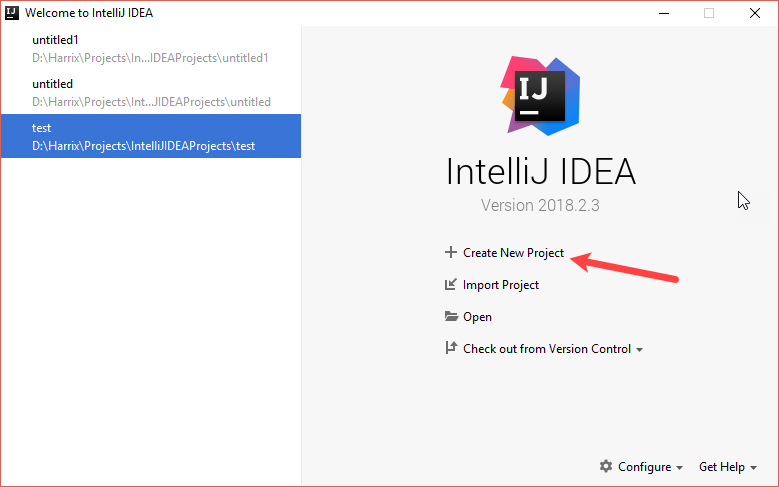 Welcome to IntelliJ IDEA
untitled1
D:\Harrix\Projects\In...IDEAProjects\untitled1
untitled
D:\Harrix\Projects\Int...JIDEAProjects\untitled
test
D:\Harrix\Projects\IntelliJIDEAProjects\test
IJ
IntelliJ IDEA
Version 2018.2.3
Create New Project
Import Project
Open
Check out from Version Control
Configure
Get Help